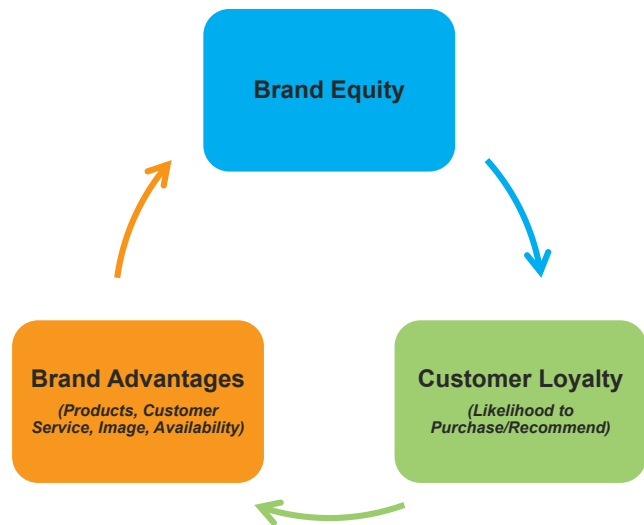 Brand Equity
Brand Advantages
(Products, Customer
Service, Image, Availability)
Customer Loyalty
(Likelihood to
Purchase/Recommend)